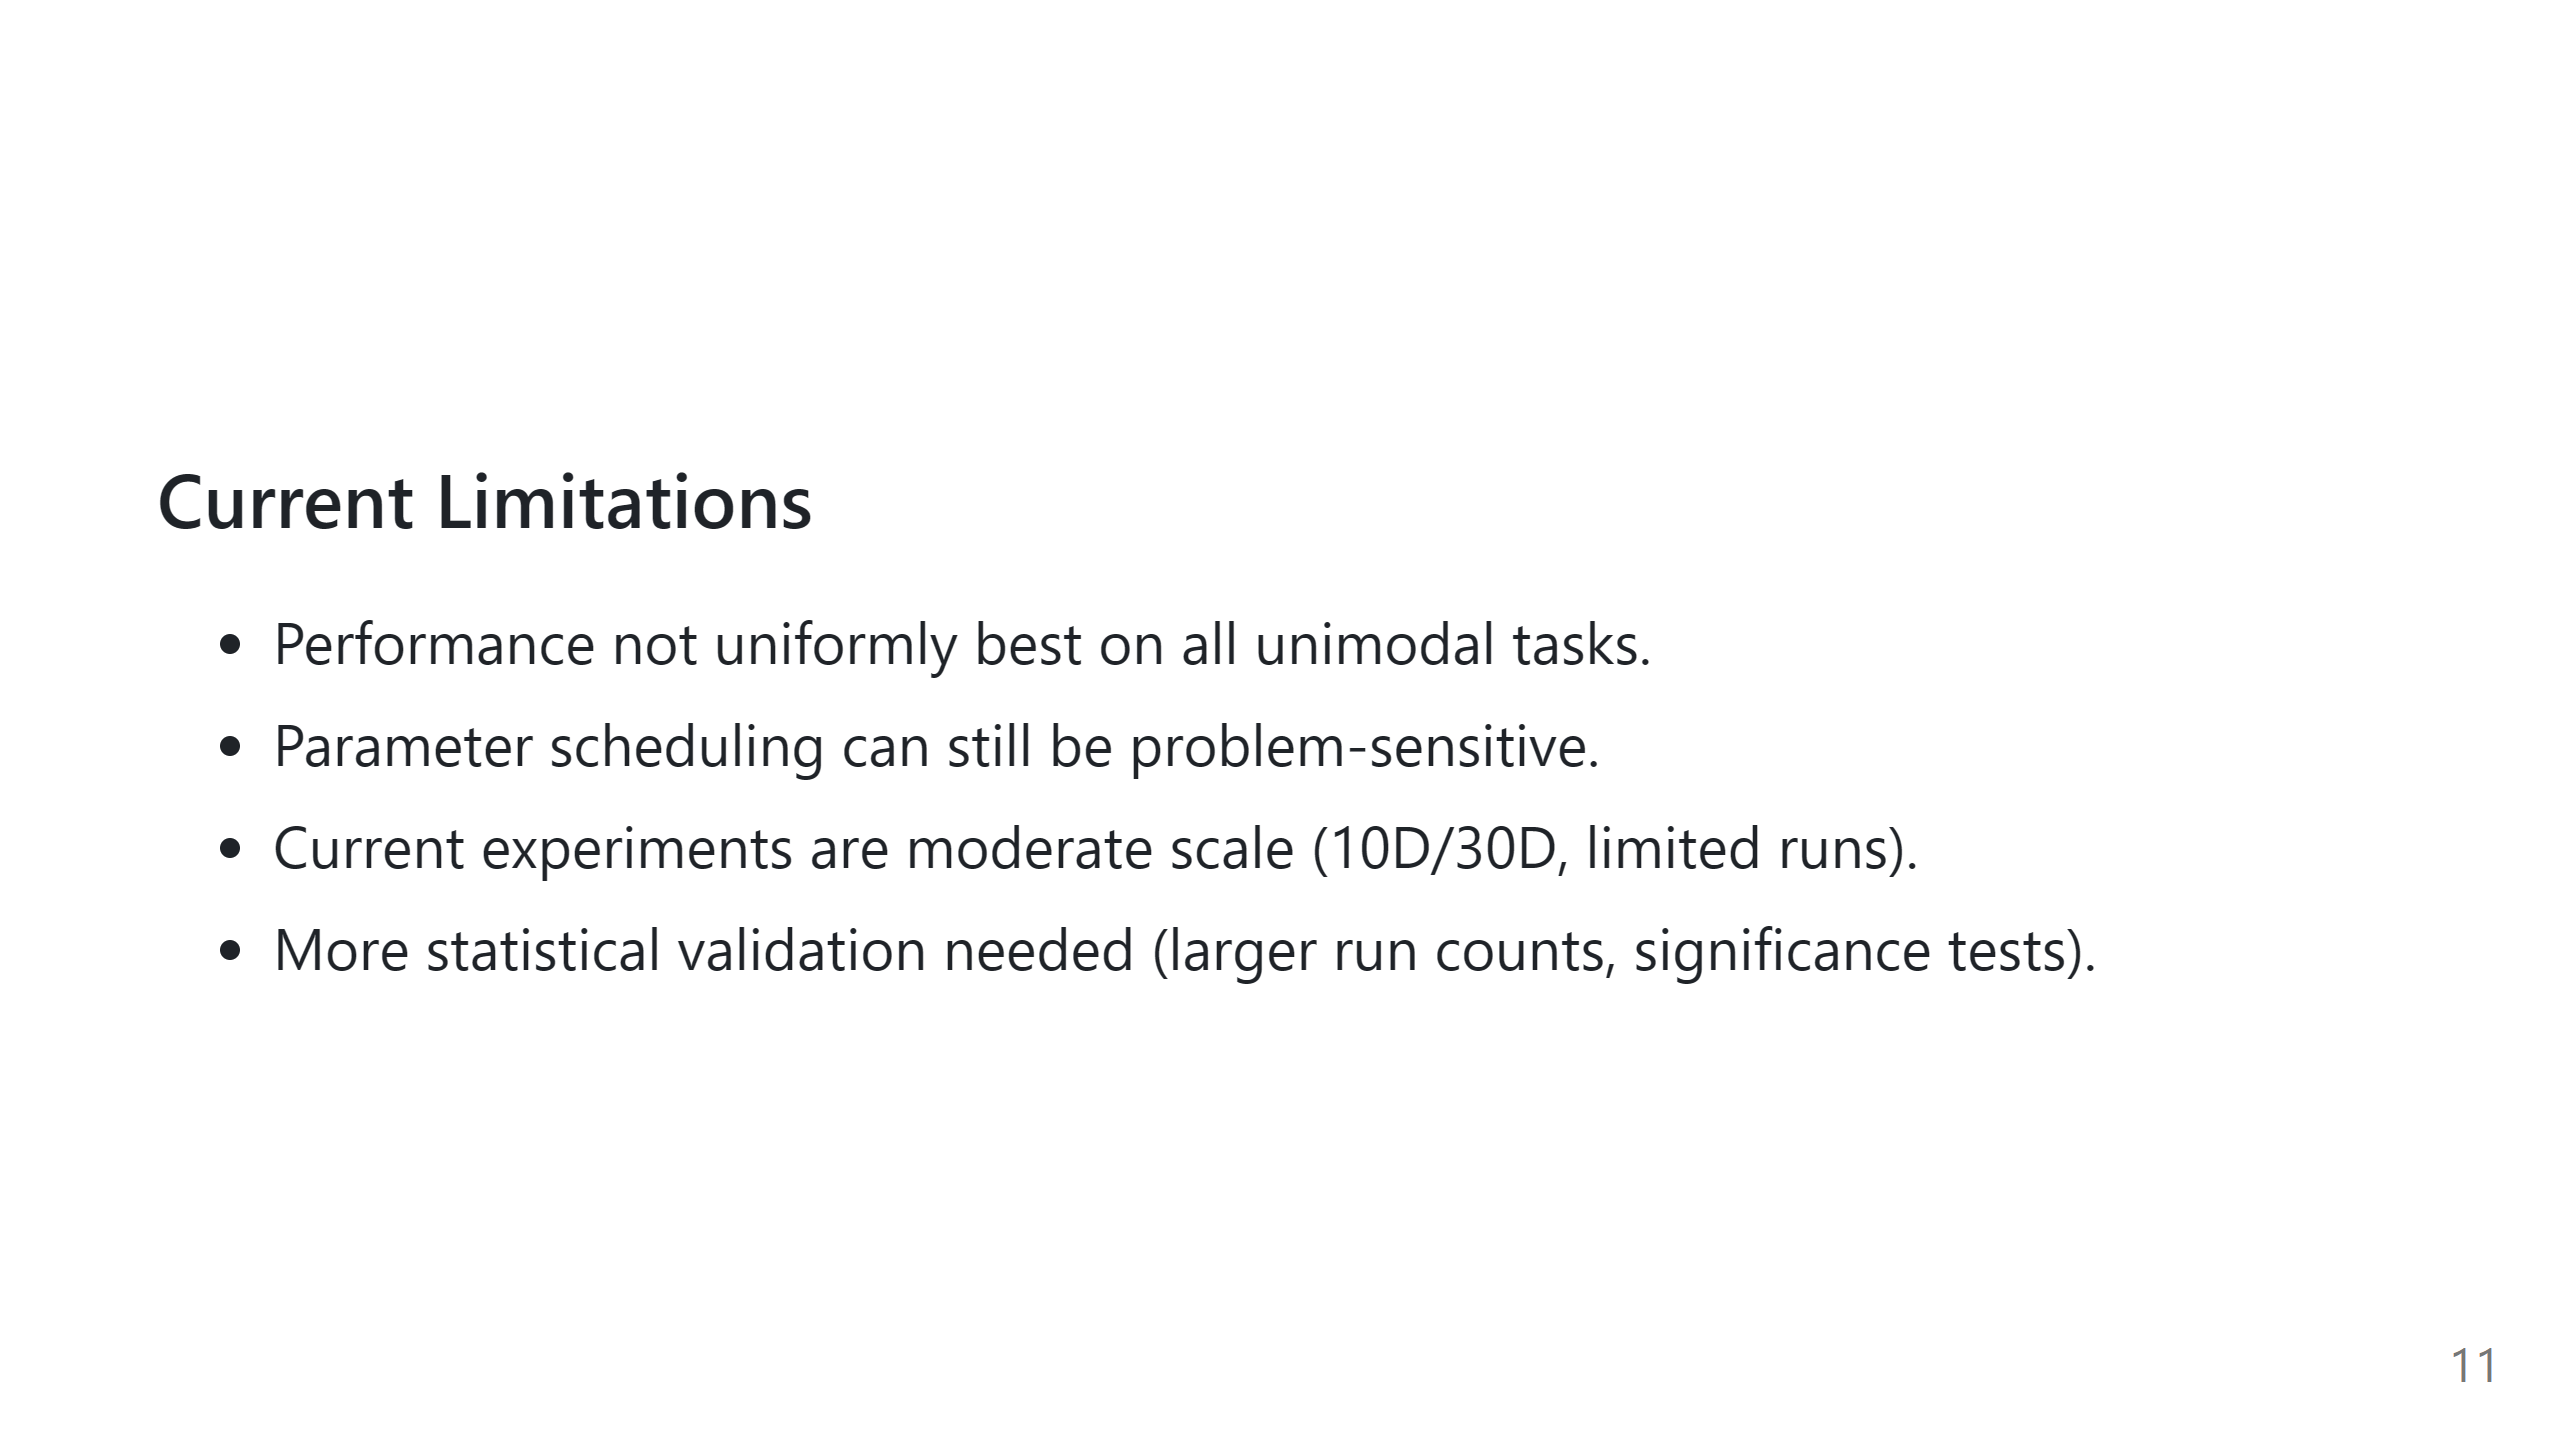 Current Limitations
• Performance not uniformly best on all unimodal tasks.
• Parameter scheduling can still be problem-sensitive.
• Current experiments are moderate scale (10D/30D, limited runs).
• More statistical validation needed (larger run counts, significance tests).
11